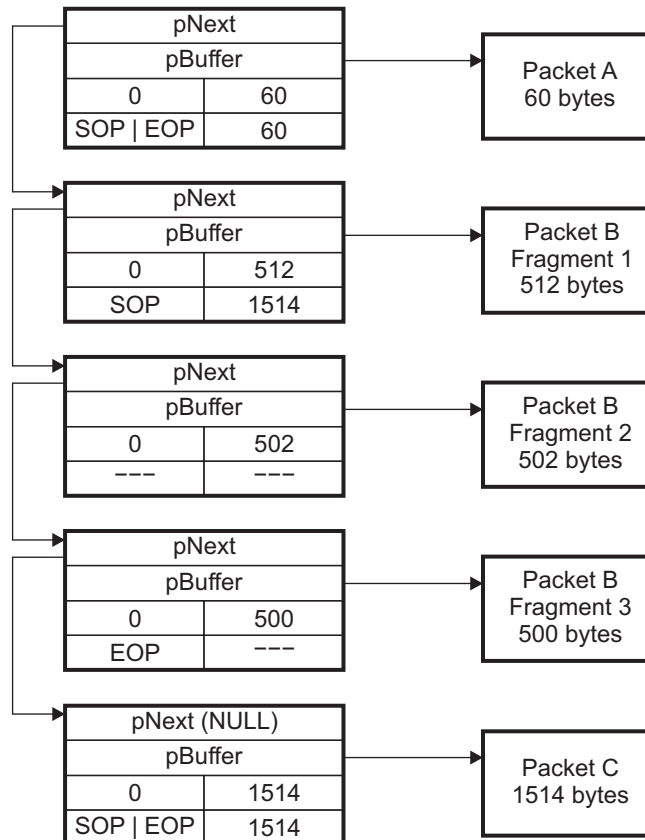 pNext
pBuffer
0 60
SOP | EOP 60
Packet A
60 bytes
pNext
pBuffer
0 512
SOP 1514
Packet B
Fragment 1
512 bytes
pNext
pBuffer
0 502
--- ---
Packet B
Fragment 2
502 bytes
pNext
pBuffer
0 500
EOP ---
Packet B
Fragment 3
500 bytes
pNext (NULL)
pBuffer
0 1514
SOP | EOP 1514
Packet C
1514 bytes